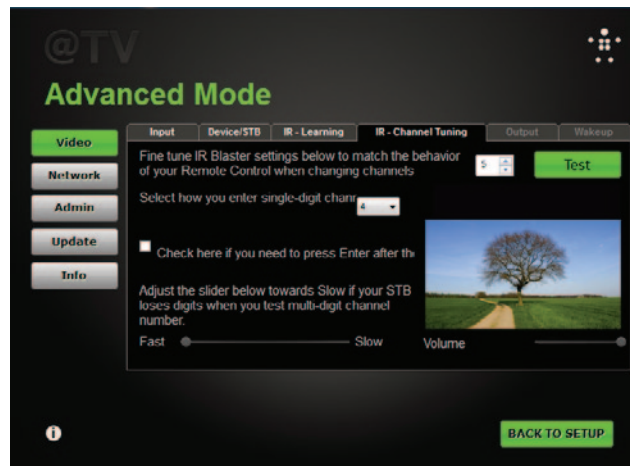 @TV
Advanced Mode
Video
Network
Admin
Update
Info
Input Device/STB IR - Learning IR - Channel Tuning Output Wakeup
Fine tune IR Blaster settings below to match the behavior
of your Remote Control when changing channels
5
Test
Select how you enter single-digit chann
4
Check here if you need to press Enter after the
Adjust the slider below towards Slow if your STB
loses digits when you test multi-digit channel
number.
Fast Slow Volume
i
BACK TO SETUP